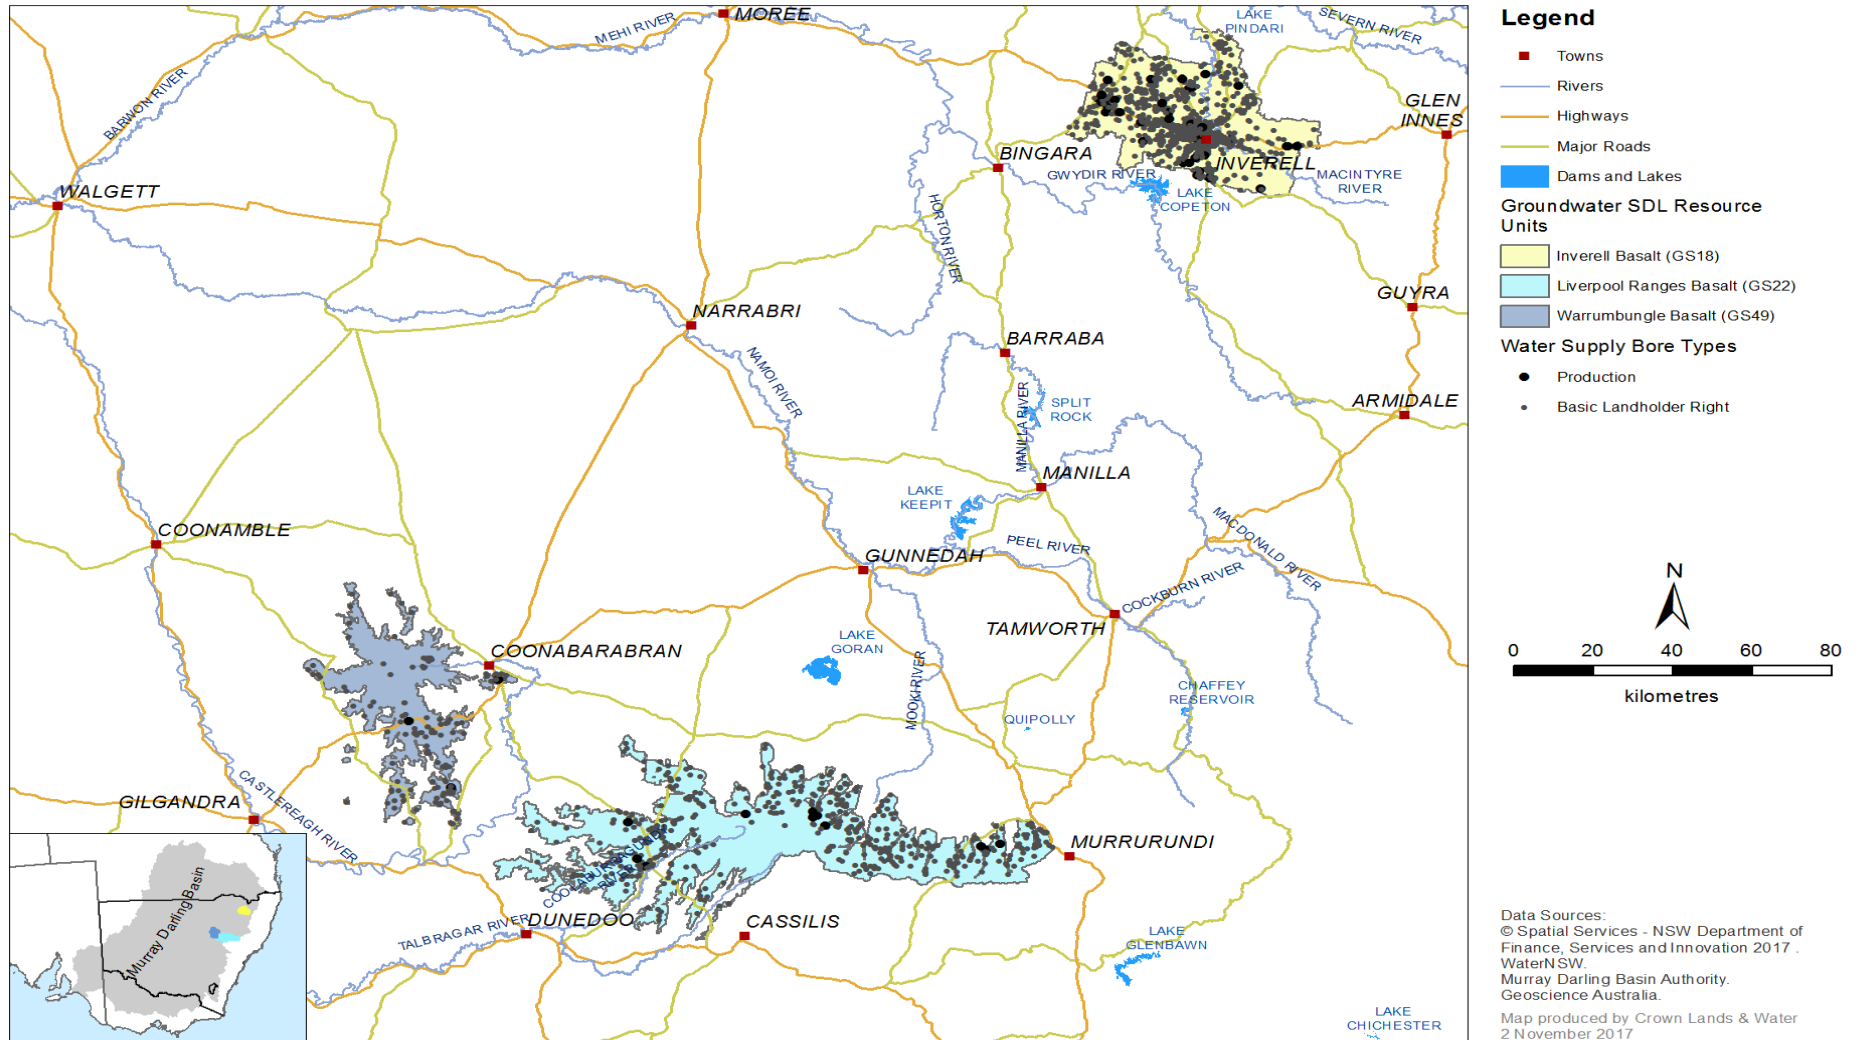 MOREE
MEHI RIVER
LAKE
PINDARI
SEVERN RIVER
BARWON RIVER
GLEN
INNES
BINGARA
INVERELL
GWYDIR RIVER
MACINTYRE
RIVER
LAKE
COPETON
WALGETT
HORTON RIVER
GUYRA
NARRABRI
BARRABA
NAMOI RIVER
MANILLA RIVER
SPLIT
ROCK
ARMIDALE
MANILLA
LAKE
KEEPIT
COONAMBLE
MACDONALD RIVER
PEEL RIVER
GUNNEDAH
COCKBURN RIVER
TAMWORTH
LAKE
GORAN
COONABARABRAN
MOOKI RIVER
CHAFFEY
RESERVOIR
QUIPOLLY
CASTLEREAGH RIVER
GILGANDRA
MURRURUNDI
COOLABURRAGUNDY
RIVER
DUNEDOO
CASSILIS
TALBRAGAR RIVER
LAKE
GLENBAWN
LAKE
CHICHESTER
Murray Darling Basin
Legend
Towns
Rivers
Highways
Major Roads
Dams and Lakes
Groundwater SDL Resource
Units
Inverell Basalt (GS18)
Liverpool Ranges Basalt (GS22)
Warrumbungle Basalt (GS49)
Water Supply Bore Types
Production
Basic Landholder Right
N
0 20 40 60 80
kilometres
Data Sources:
© Spatial Services - NSW Department of
Finance, Services and Innovation 2017 .
WaterNSW.
Murray Darling Basin Authority.
Geoscience Australia.
Map produced by Crown Lands & Water
2 November 2017